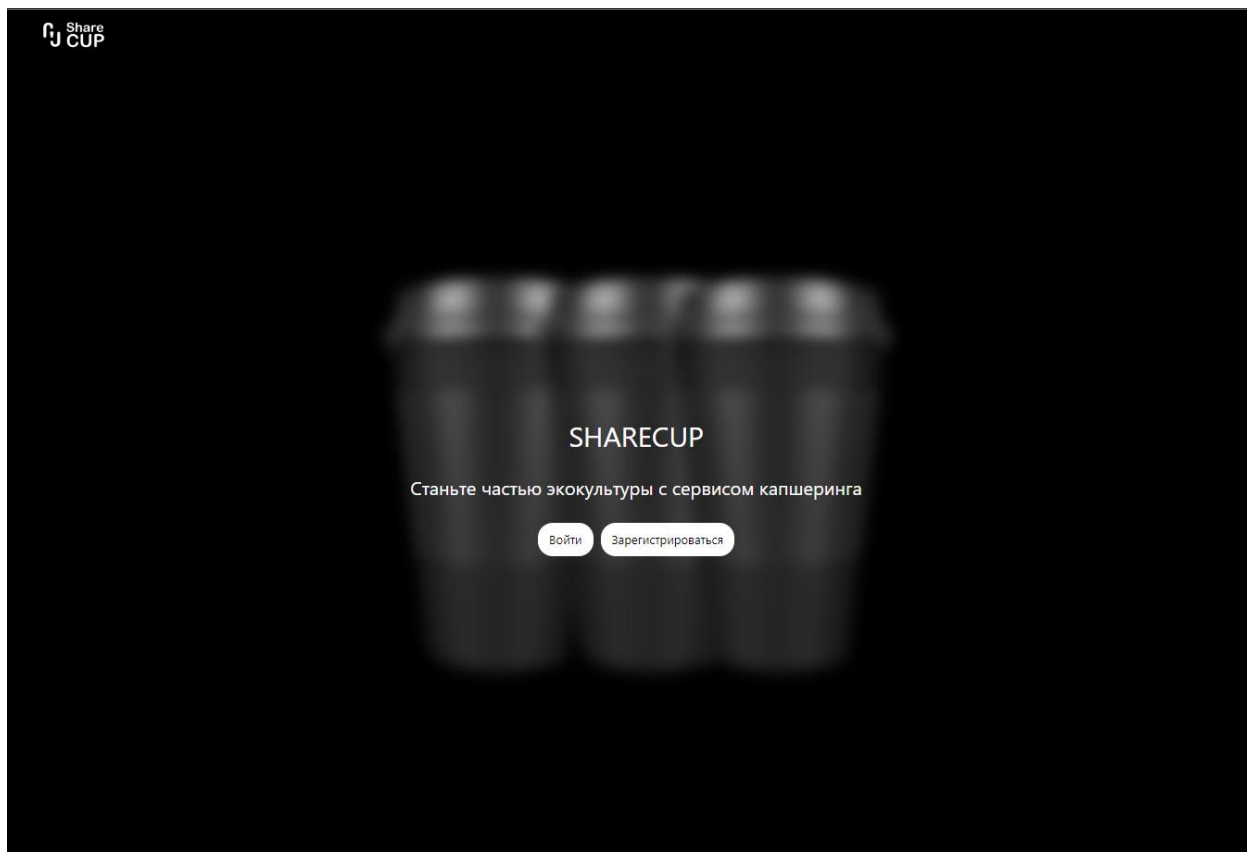 Share
CUP
SHARECUP
Станьте частью экокультуры с сервисом капшеринга
Войти Зарегистрироваться